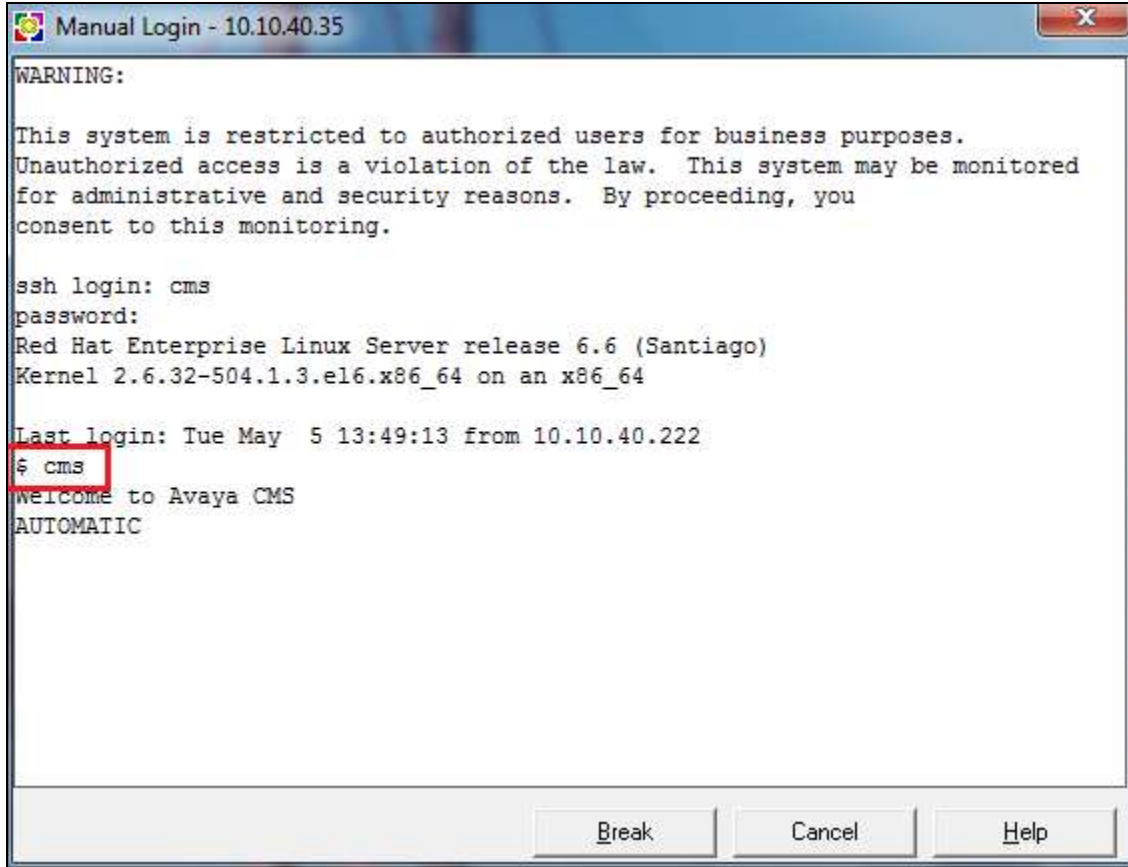 Manual Login - 10.10.40.35
WARNING:
This system is restricted to authorized users for business purposes.
Unauthorized access is a violation of the law.  This system may be monitored
for administrative and security reasons.  By proceeding, you
consent to this monitoring.
ssh login: cms
password:
Red Hat Enterprise Linux Server release 6.6 (Santiago)
Kernel 2.6.32-504.1.3.el6.x86_64 on an x86_64
Last login: Tue May  5 13:49:13 from 10.10.40.222
$ cms
Welcome to Avaya CMS
AUTOMATIC
Break Cancel Help